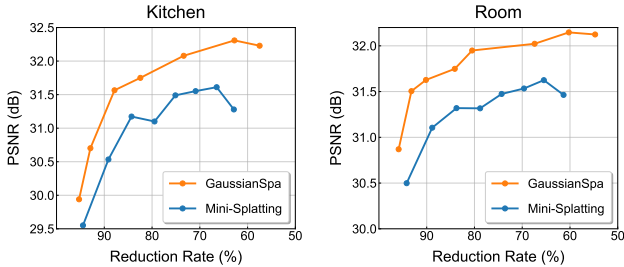 Kitchen
32.5
32.0
31.5
31.0
30.5
30.0
29.5
PSNR (dB)
GaussianSpa
Mini-Splatting
90 80 70 60 50
Reduction Rate (%)
Room
32.0
31.5
31.0
30.5
30.0
PSNR (dB)
GaussianSpa
Mini-Splatting
90 80 70 60 50
Reduction Rate (%)